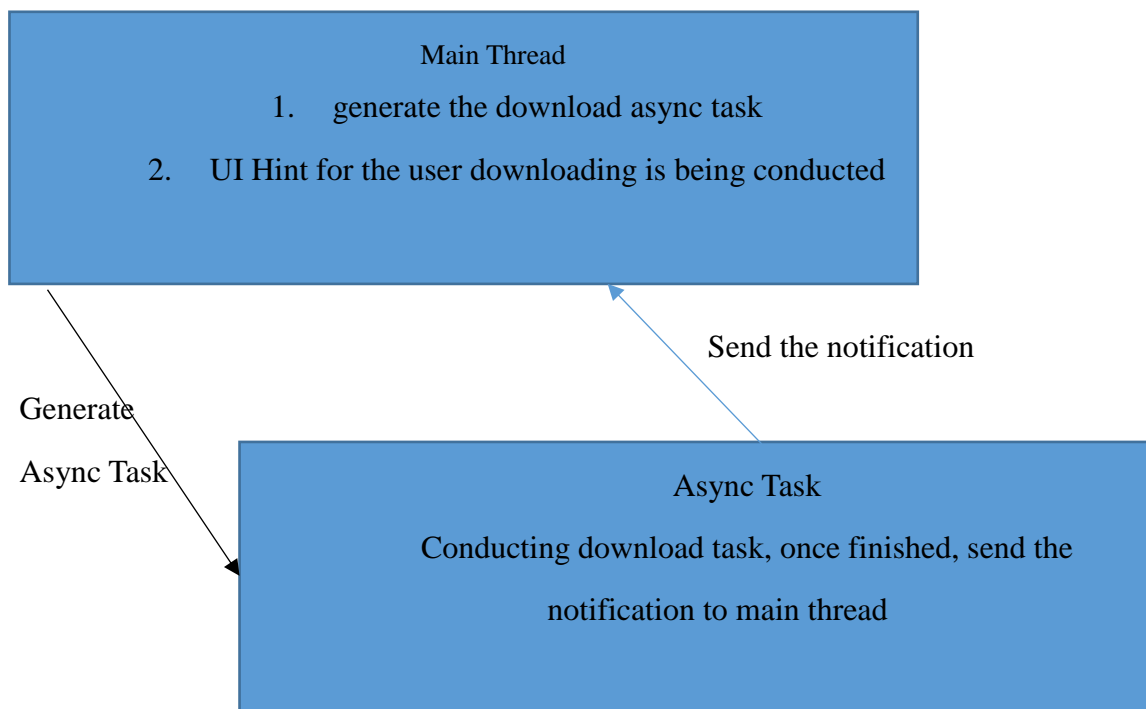 Main Thread
1. generate the download async task
2. UI Hint for the user downloading is being conducted
Send the notification
Generate
Async Task
Async Task
Conducting download task, once finished, send the
notification to main thread